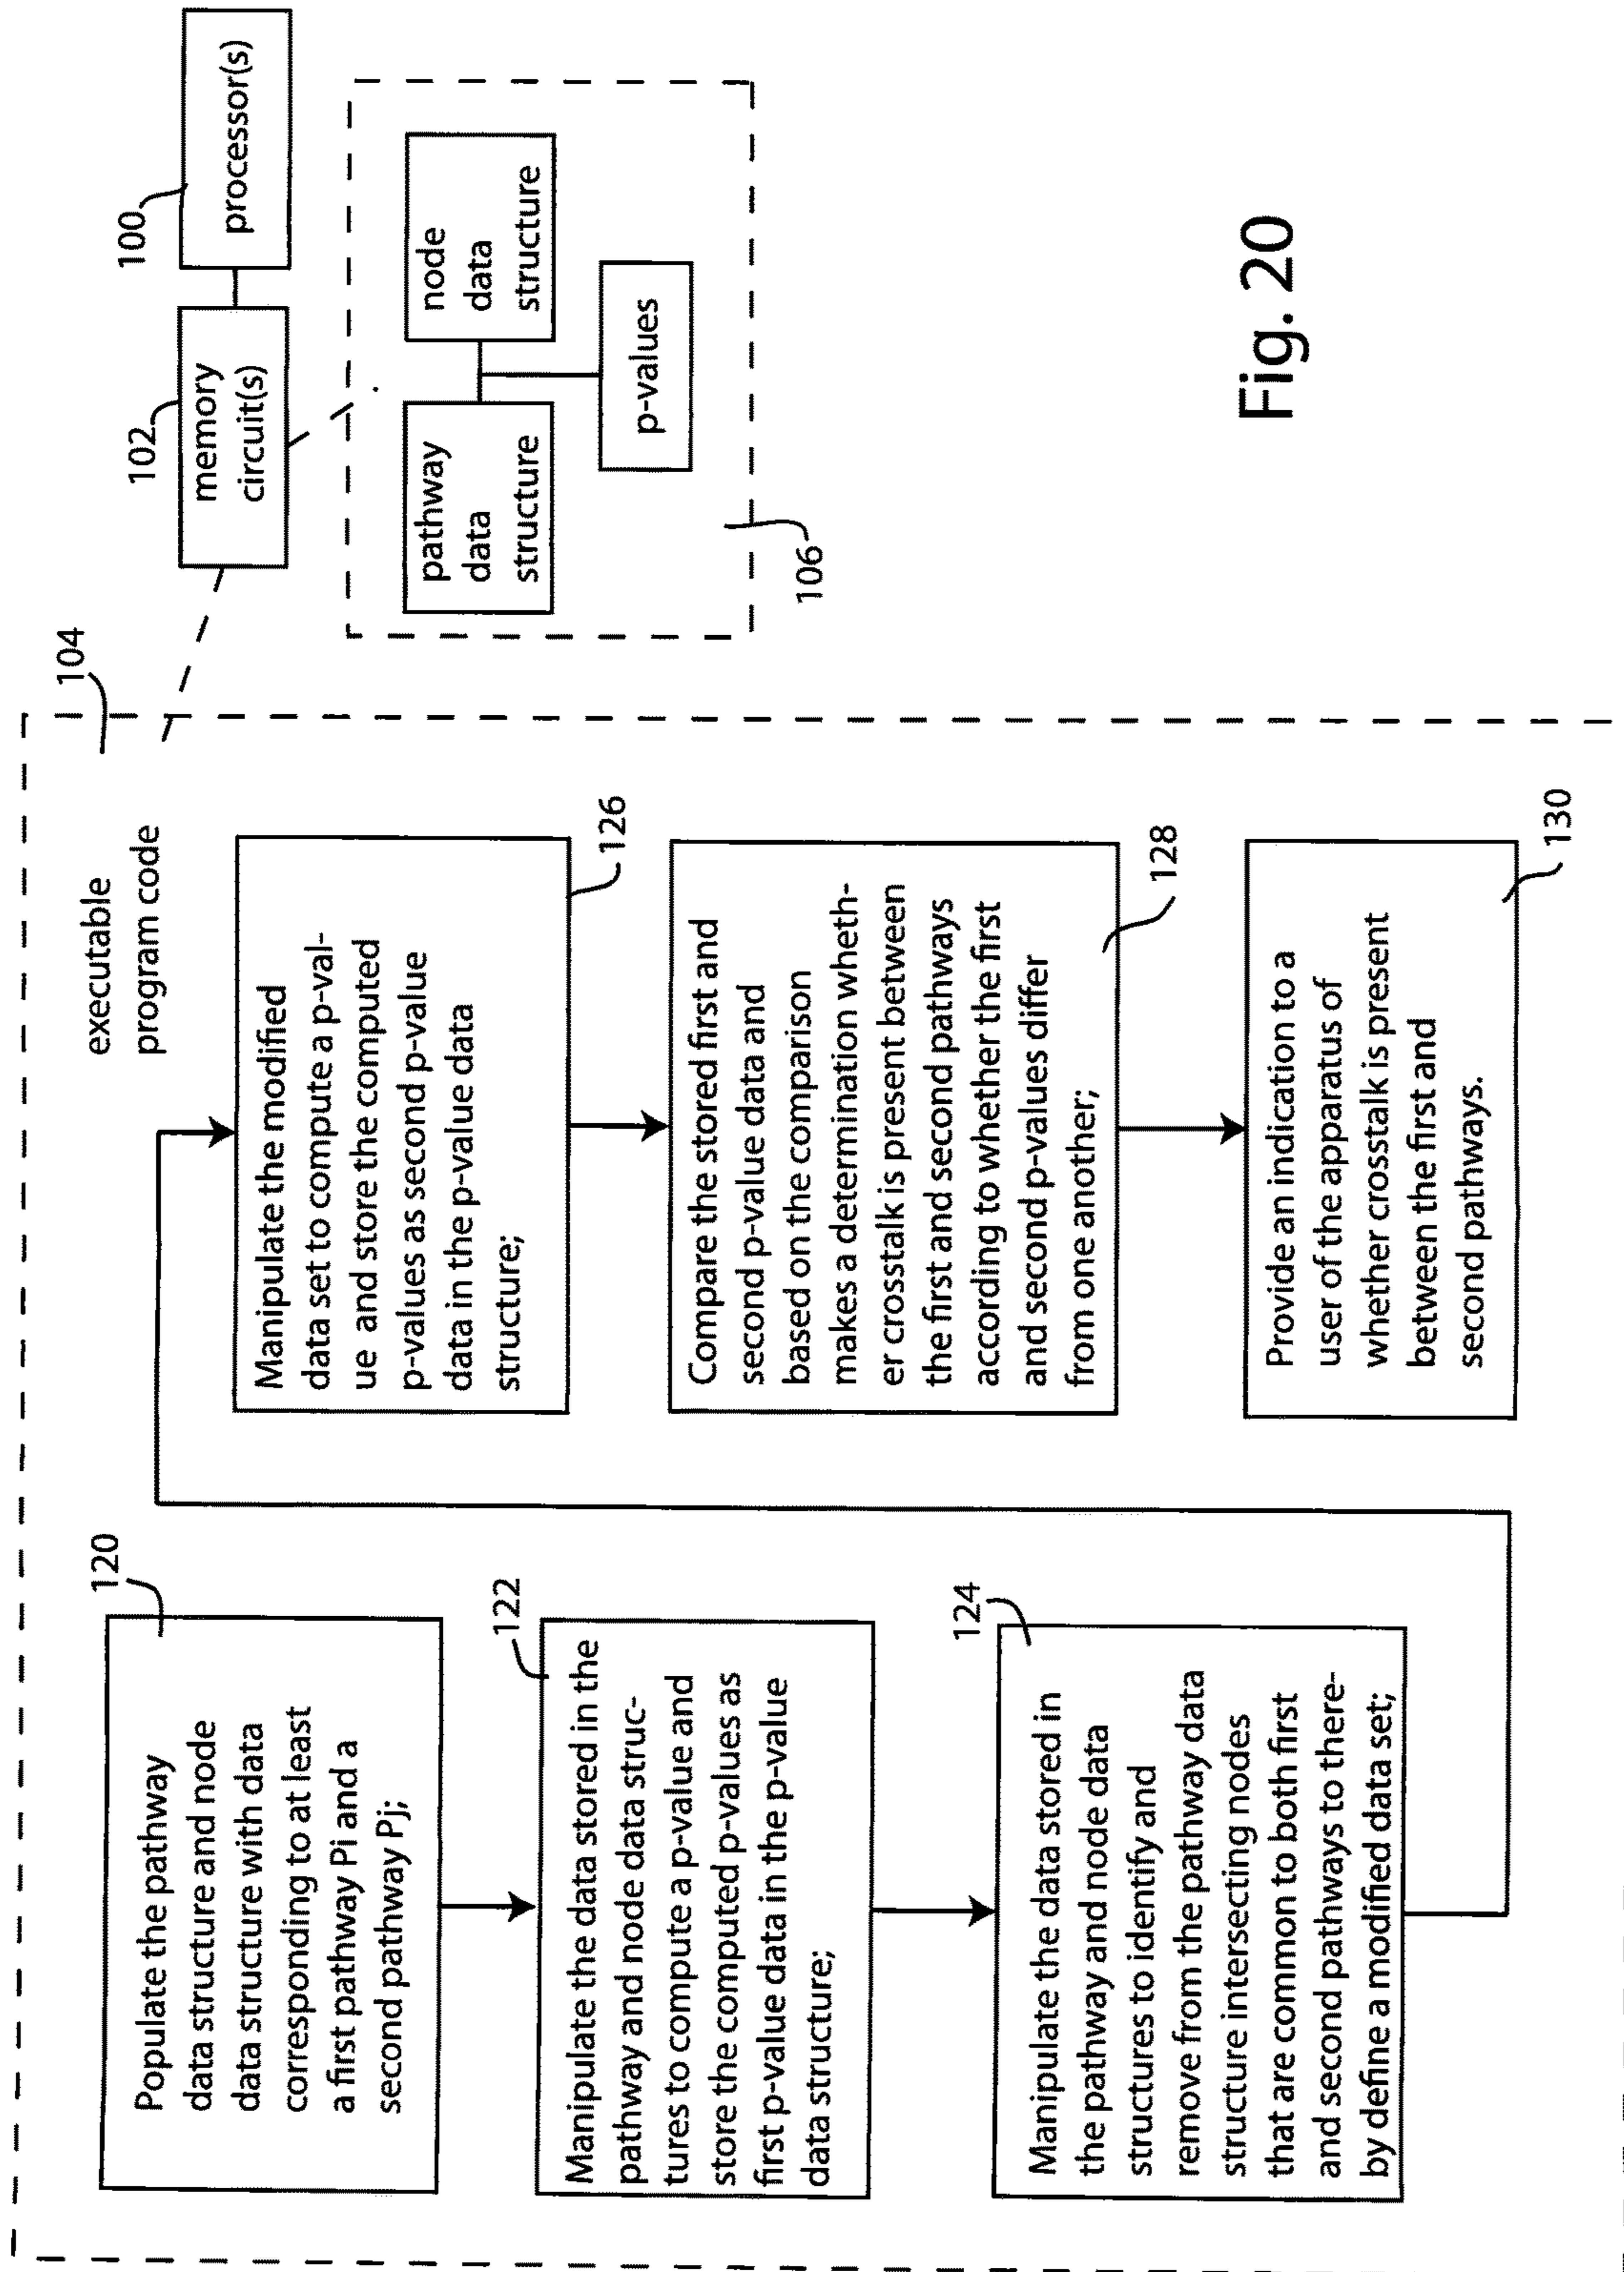 executable
program code
104
120
Populate the pathway
data structure and node
data structure with data
corresponding to at least
a first pathway Pi and a
second pathway Pj;
122
Manipulate the data stored in the
pathway and node data struc-
tures to compute a p-value and
store the computed p-values as
first p-value data in the p-value
data structure;
124
Manipulate the data stored in
the pathway and node data
structures to identify and
remove from the pathway data
structure intersecting nodes
that are common to both first
and second pathways to there-
by define a modified data set;
Manipulate the modified
data set to compute a p-val-
ue and store the computed
p-values as second p-value
data in the p-value data
structure;
126
Compare the stored first and
second p-value data and
based on the comparison
makes a determination wheth-
er crosstalk is present between
the first and second pathways
according to whether the first
and second p-values differ
from one another;
128
Provide an indication to a
user of the apparatus of
whether crosstalk is present
between the first and
second pathways.
130
102
memory
circuit(s)
100
processor(s)
pathway
data
structure
node
data
structure
p-values
106
Fig. 20